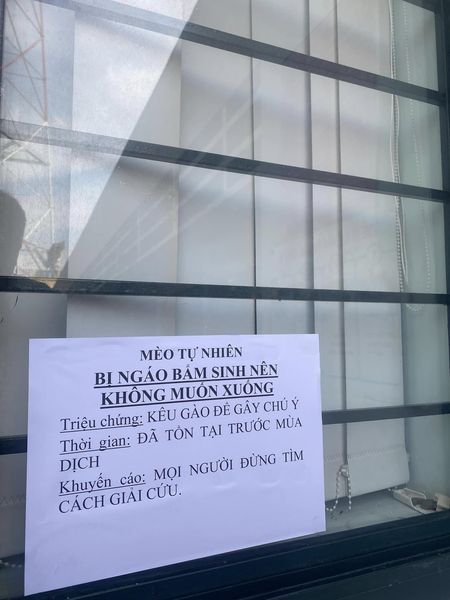 MÈO TỰ NHIÊN
BỊ NGÁO BẨM SINH NÊN
KHÔNG MUỐN XUỐNG
Triệu chứng: KÊU GÀO ĐỂ GÂY CHÚ Ý
Thời gian: ĐÃ TỒN TẠI TRƯỚC MÙA
DỊCH
Khuyến cáo: MỌI NGƯỜI ĐỪNG TÌM
CÁCH GIẢI CỨU.